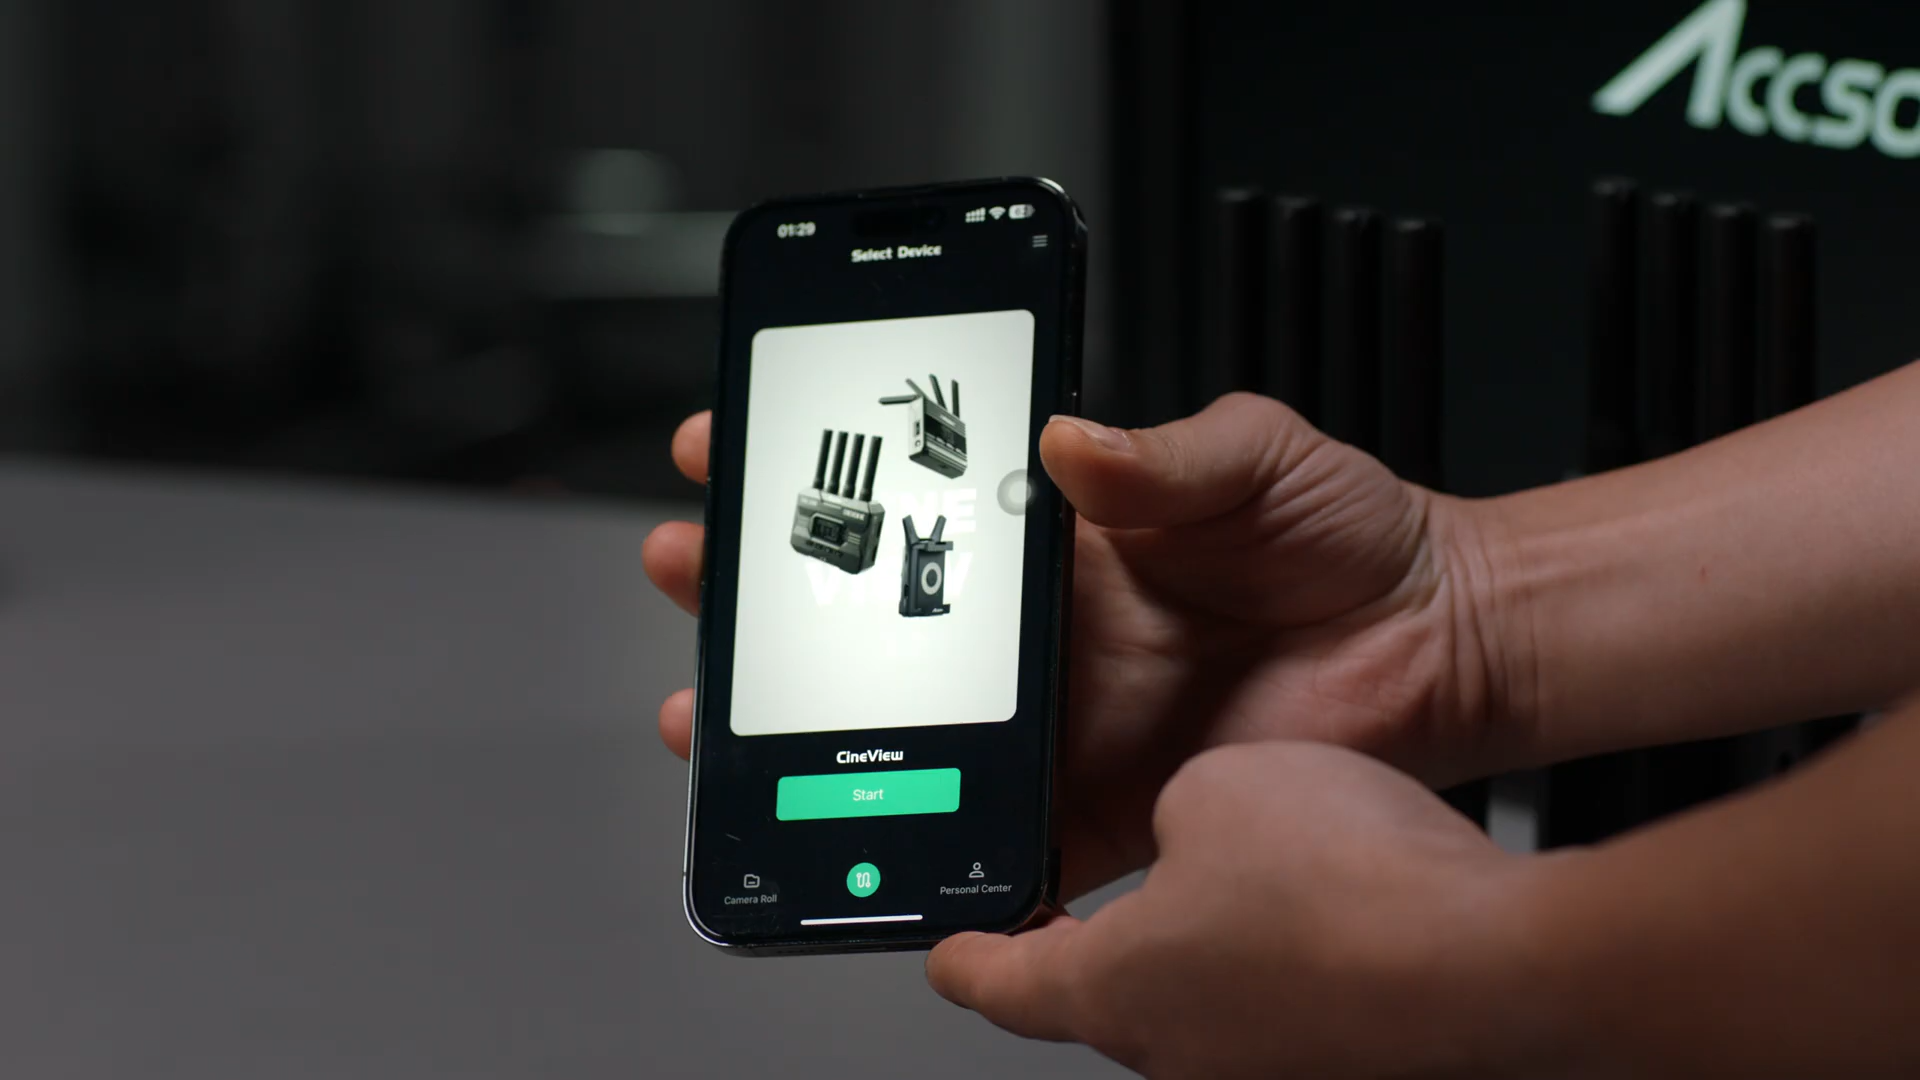 Accso
01:29
Select Device
CineView
Start
Camera Roll
Personal Center